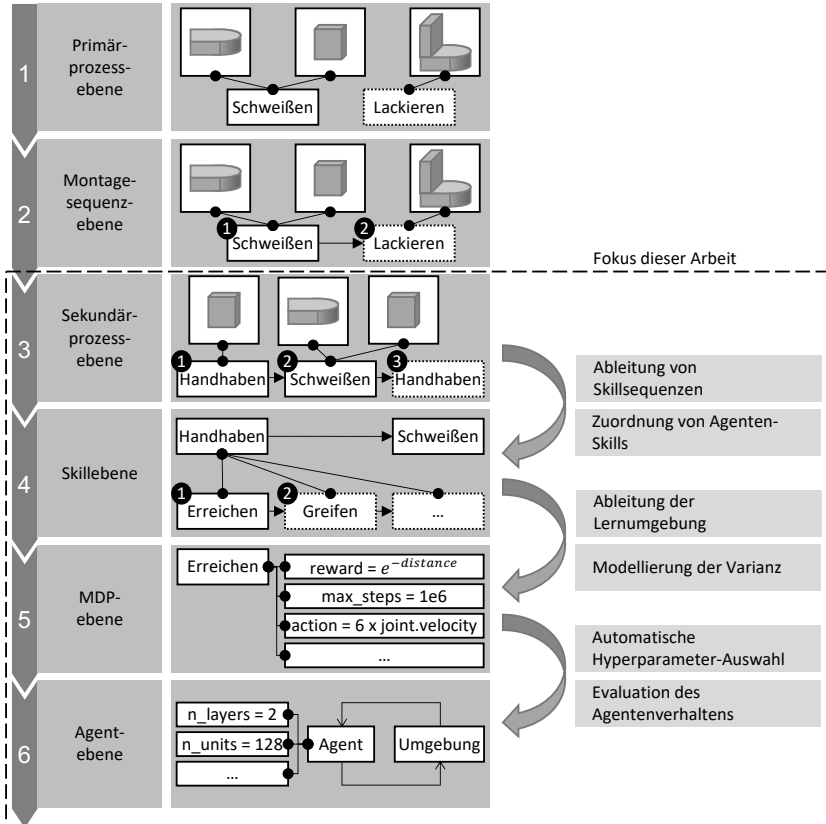 1
Primär-
prozess-
ebene
Schweißen
Lackieren
2
Montage-
sequenz-
ebene
1
Schweißen
2
Lackieren
Fokus dieser Arbeit
3
Sekundär-
prozess-
ebene
1
Handhaben
2
Schweißen
3
Handhaben
Ableitung von
Skillsequenzen
Zuordnung von Agenten-
Skills
4
Skillebene
Handhaben
Schweißen
1
Erreichen
2
Greifen
...
Ableitung der
Lernumgebung
Modellierung der Varianz
5
MDP-
ebene
Erreichen
reward = e^{-distance}
max_steps = 1e6
action = 6 x joint.velocity
...
Automatische
Hyperparameter-Auswahl
Evaluation des
Agentenverhaltens
6
Agent-
ebene
n_layers = 2
n_units = 128
...
Agent
Umgebung